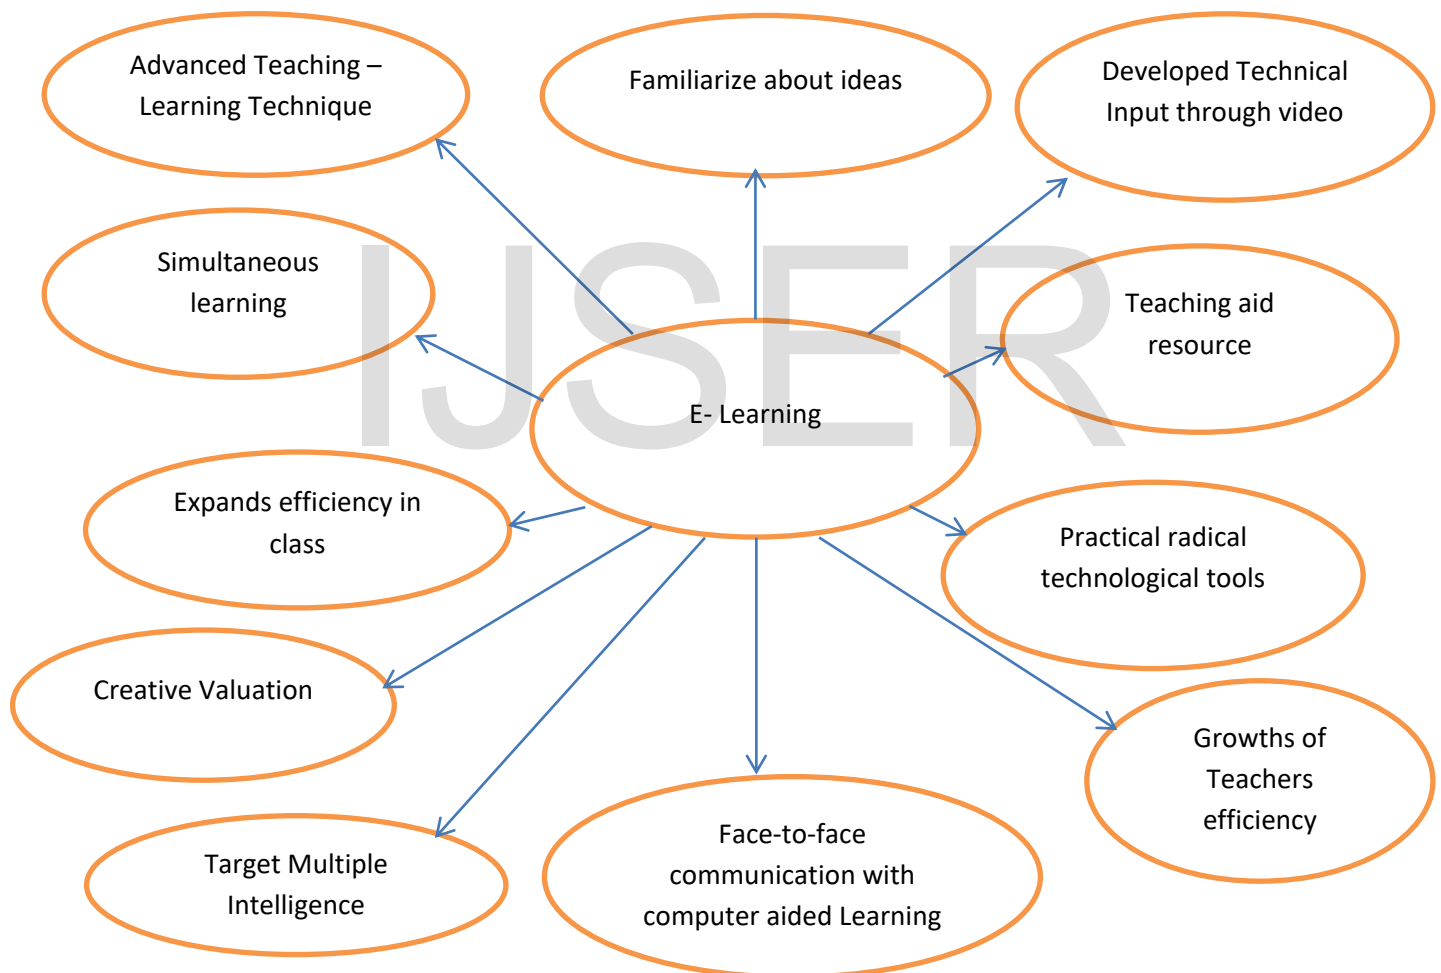 Advanced Teaching –
Learning Technique
Familiarize about ideas
Developed Technical
Input through video
Simultaneous
learning
Teaching aid
resource
IJSER
E- Learning
Expands efficiency in
class
Practical radical
technological tools
Creative Valuation
Growths of
Teachers
efficiency
Target Multiple
Intelligence
Face-to-face
communication with
computer aided Learning